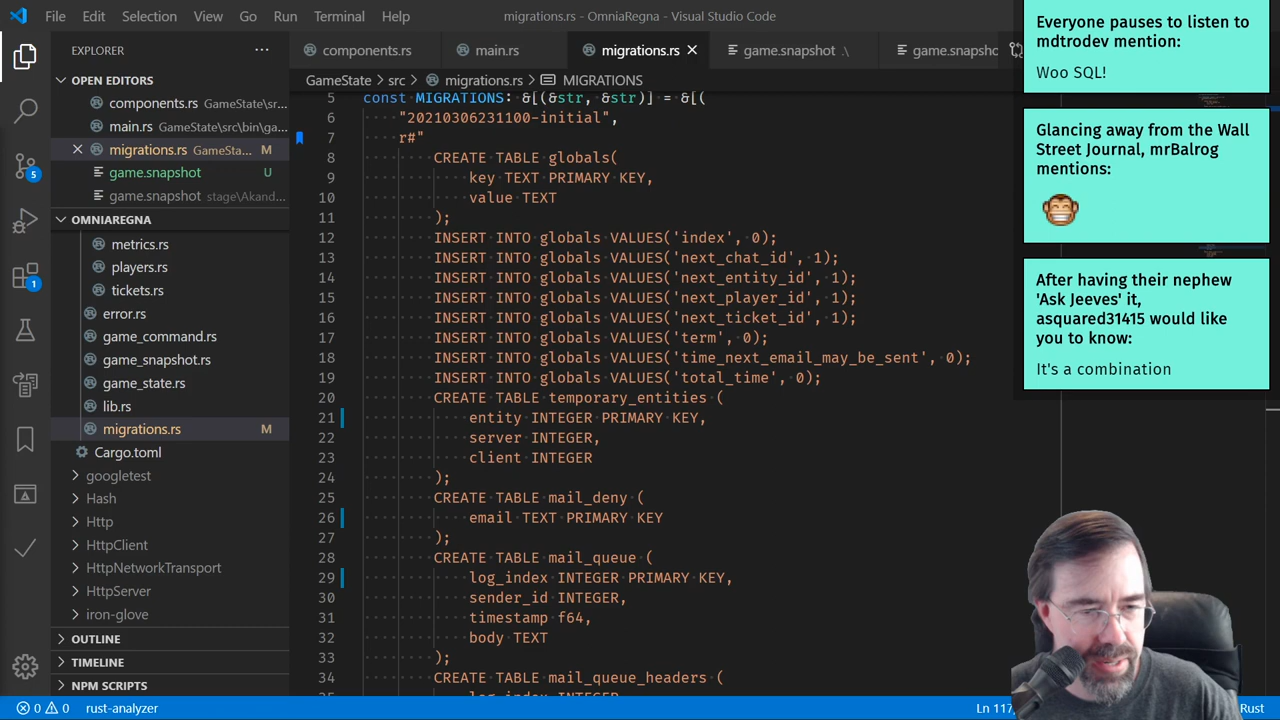 File Edit Selection View Go Run Terminal Help
migrations.rs - OmniaRegna - Visual Studio Code
EXPLORER
OPEN EDITORS
components.rs GameState\sr...
main.rs GameState\src\bin\ga...
migrations.rs GameSta... M
game.snapshot U
game.snapshot stage\Akand...
OMNIAREGNA
metrics.rs
players.rs
tickets.rs
error.rs
game_command.rs
game_snapshot.rs
game_state.rs
lib.rs
migrations.rs M
Cargo.toml
googletest
Hash
Http
HttpClient
HttpNetworkTransport
HttpServer
iron-glove
OUTLINE
TIMELINE
NPM SCRIPTS
5
1
components.rs
main.rs
migrations.rs
game.snapshot .\
game.snapsho
GameState > src > migrations.rs > MIGRATIONS
5 const MIGRATIONS: &[(&str, &str)] = &[(
6 "20210306231100-initial",
7 r#"
8 CREATE TABLE globals(
9 key TEXT PRIMARY KEY,
10 value TEXT
11 );
12 INSERT INTO globals VALUES('index', 0);
13 INSERT INTO globals VALUES('next_chat_id', 1);
14 INSERT INTO globals VALUES('next_entity_id', 1);
15 INSERT INTO globals VALUES('next_player_id', 1);
16 INSERT INTO globals VALUES('next_ticket_id', 1);
17 INSERT INTO globals VALUES('term', 0);
18 INSERT INTO globals VALUES('time_next_email_may_be_sent', 0);
19 INSERT INTO globals VALUES('total_time', 0);
20 CREATE TABLE temporary_entities (
21 entity INTEGER PRIMARY KEY,
22 server INTEGER,
23 client INTEGER
24 );
25 CREATE TABLE mail_deny (
26 email TEXT PRIMARY KEY
27 );
28 CREATE TABLE mail_queue (
29 log_index INTEGER PRIMARY KEY,
30 sender_id INTEGER,
31 timestamp f64,
32 body TEXT
33 );
34 CREATE TABLE mail_queue_headers (
log_index INTEGER
Everyone pauses to listen to
mdtrodev mention:
Woo SQL!
Glancing away from the Wall
Street Journal, mrBalrog
mentions:
After having their nephew
'Ask Jeeves' it,
asquared31415 would like
you to know:
It's a combination
0 0 rust-analyzer
Ln 117,
Rust